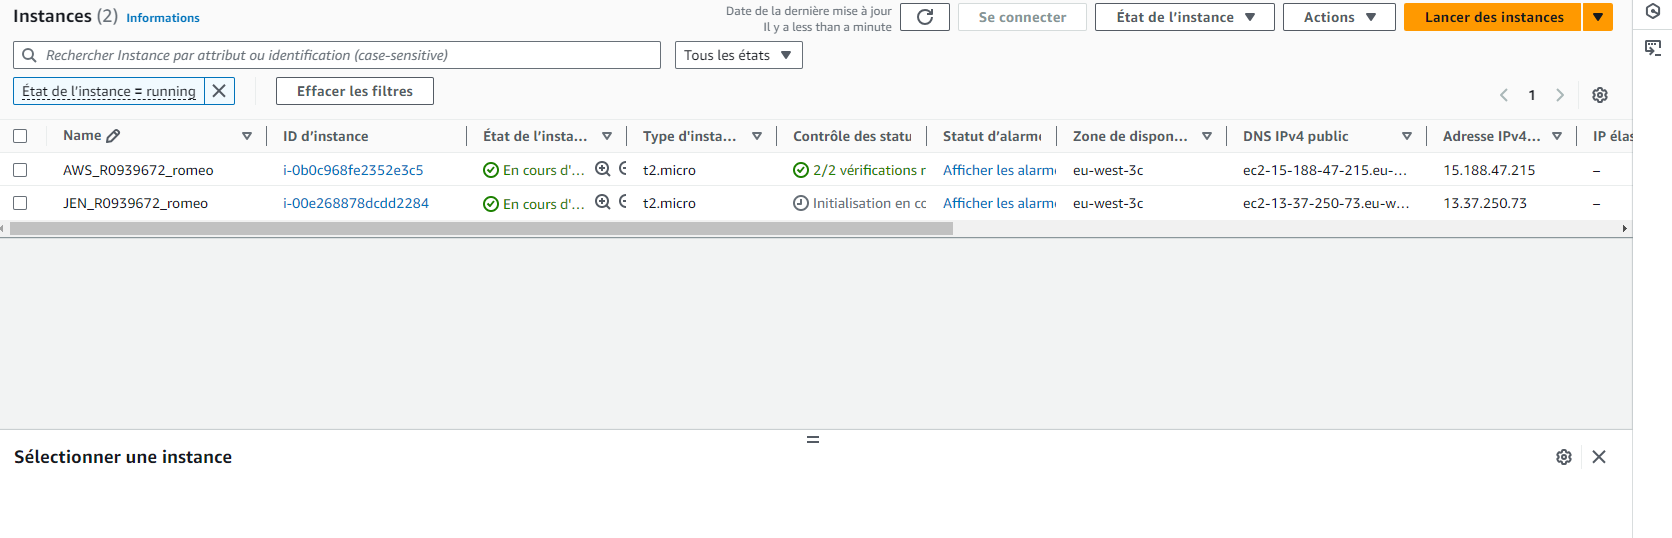 Instances (2) Informations
Date de la dernière mise à jour
Il y a less than a minute
Se connecter
État de l'instance
Actions
Lancer des instances
Rechercher Instance par attribut ou identification (case-sensitive)
Tous les états
État de l'instance = running
Effacer les filtres
1
Name ID d'instance État de l'insta... Type d'insta... Contrôle des statu Statut d'alarme Zone de dispon... DNS IPv4 public Adresse IPv4... IP élas
AWS_R0939672_romeo i-0b0c968fe2352e3c5 En cours d'... t2.micro 2/2 vérifications r Afficher les alarme eu-west-3c ec2-15-188-47-215.eu-... 15.188.47.215 –
JEN_R0939672_romeo i-00e268878dcdd2284 En cours d'... t2.micro Initialisation en cc Afficher les alarme eu-west-3c ec2-13-37-250-73.eu-w... 13.37.250.73 –
Sélectionner une instance